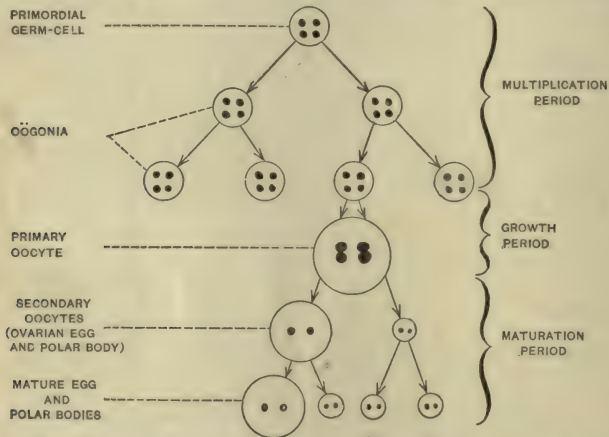 PRIMORDIAL
GERM-CELL
MULTIPLICATION
PERIOD
OÖGONIA
PRIMARY
OOCYTE
GROWTH
PERIOD
SECONDARY
OOCYTES
(OVARIAN EGG
AND POLAR BODY)
MATURATION
PERIOD
MATURE EGG
AND
POLAR BODIES